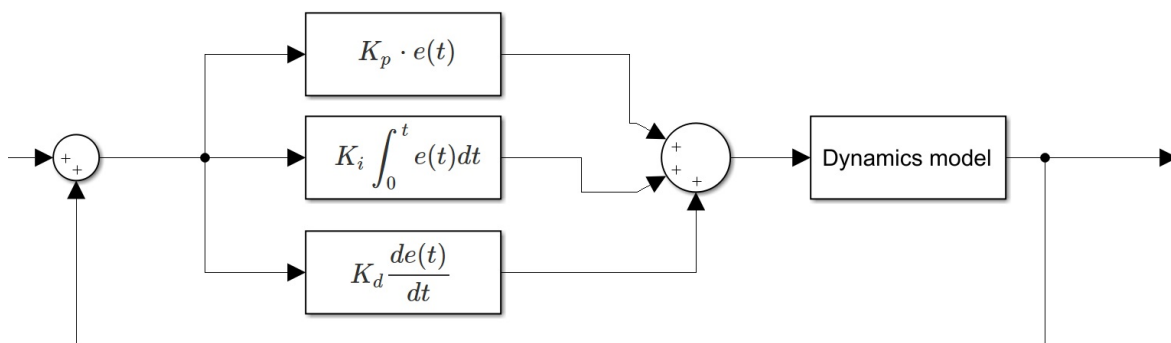 K_p · e(t)
+
+
K_i ∫_0^t e(t)dt
+
+
+
Dynamics model
K_d de(t)/dt